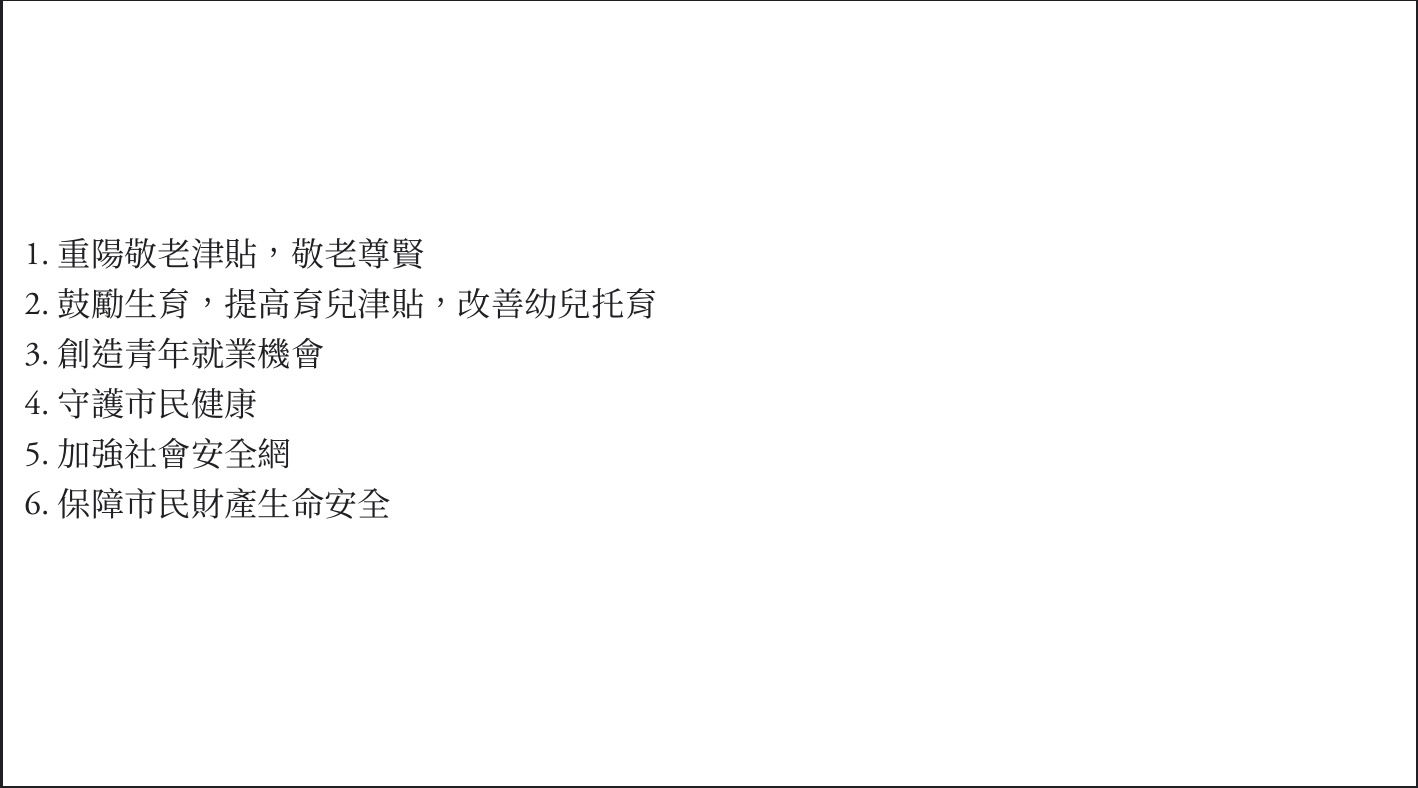 1. 重陽敬老津貼，敬老尊賢
2. 鼓勵生育，提高育兒津貼，改善幼兒托育
3. 創造青年就業機會
4. 守護市民健康
5. 加強社會安全網
6. 保障市民財產生命安全